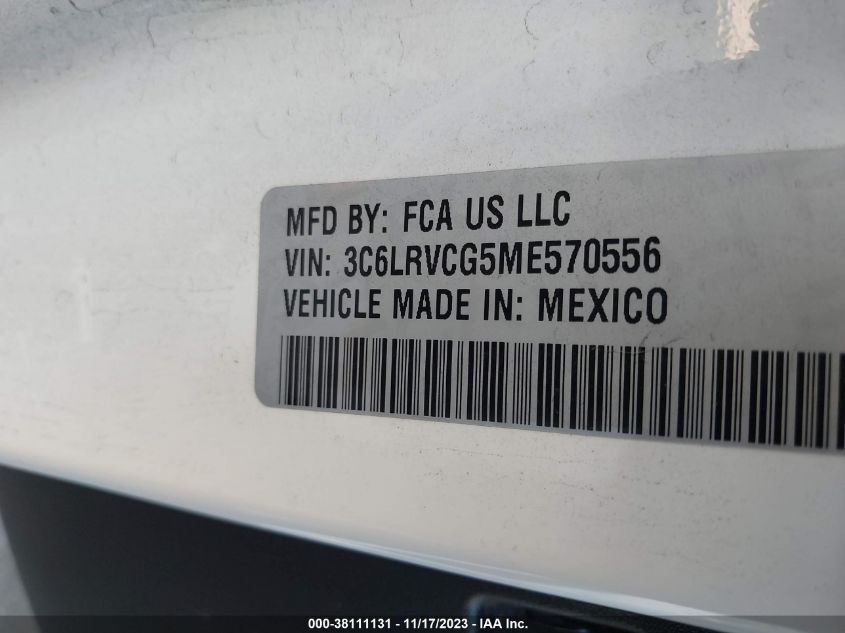 MFD BY: FCA US LLC
VIN: 3C6LRVCG5ME570556
VEHICLE MADE IN: MEXICO
000-38111131 - 11/17/2023 - IAA Inc.